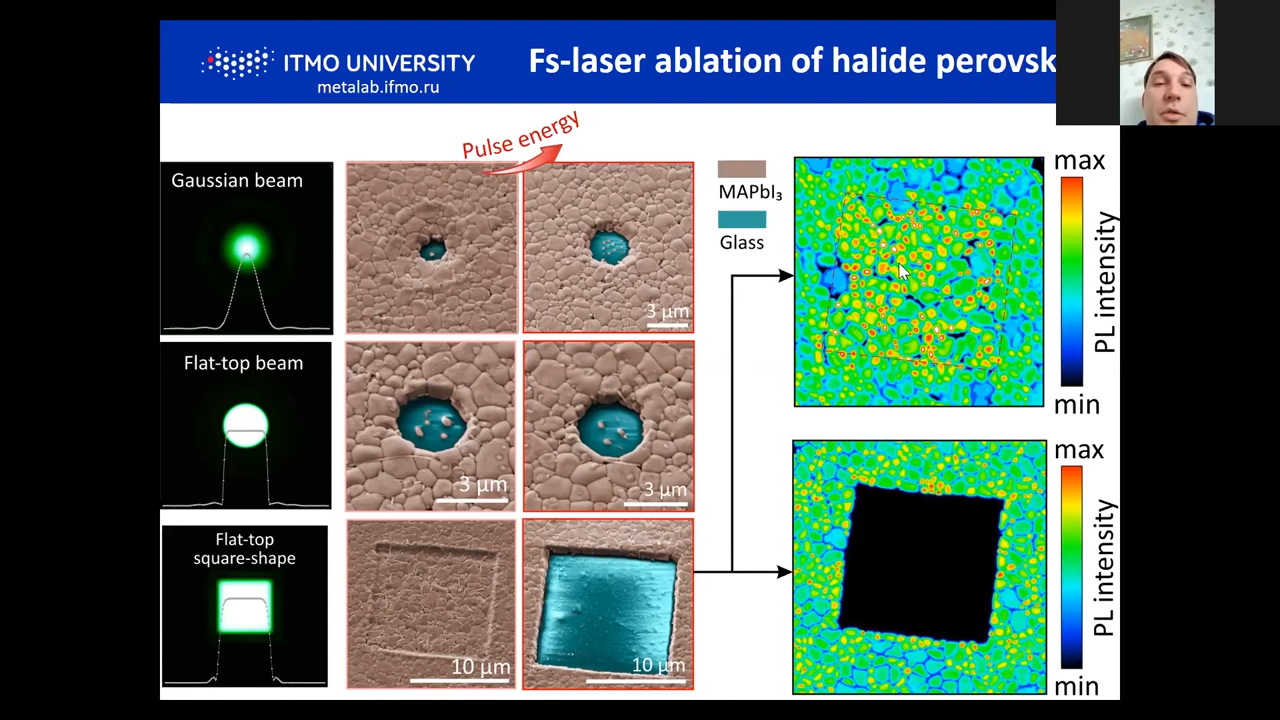 ITMO UNIVERSITY
metalab.ifmo.ru
Fs-laser ablation of halide perovsk
Pulse energy
Gaussian beam
3 μm
MAPbI₃
Glass
max
PL intensity
min
Flat-top beam
3 μm
3 μm
Flat-top
square-shape
10 μm
10 μm
max
PL intensity
min